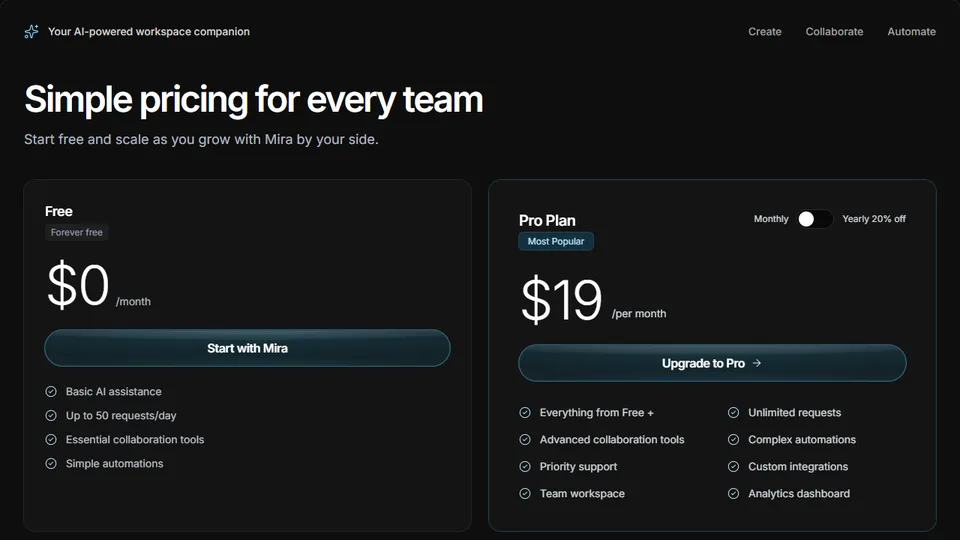 Your AI-powered workspace companion
Create
Collaborate
Automate
Simple pricing for every team
Start free and scale as you grow with Mira by your side.
Free
Forever free
$0 /month
Start with Mira
Basic AI assistance
Up to 50 requests/day
Essential collaboration tools
Simple automations
Pro Plan
Most Popular
Monthly
Yearly 20% off
$19 /per month
Upgrade to Pro →
Everything from Free +
Advanced collaboration tools
Priority support
Team workspace
Unlimited requests
Complex automations
Custom integrations
Analytics dashboard